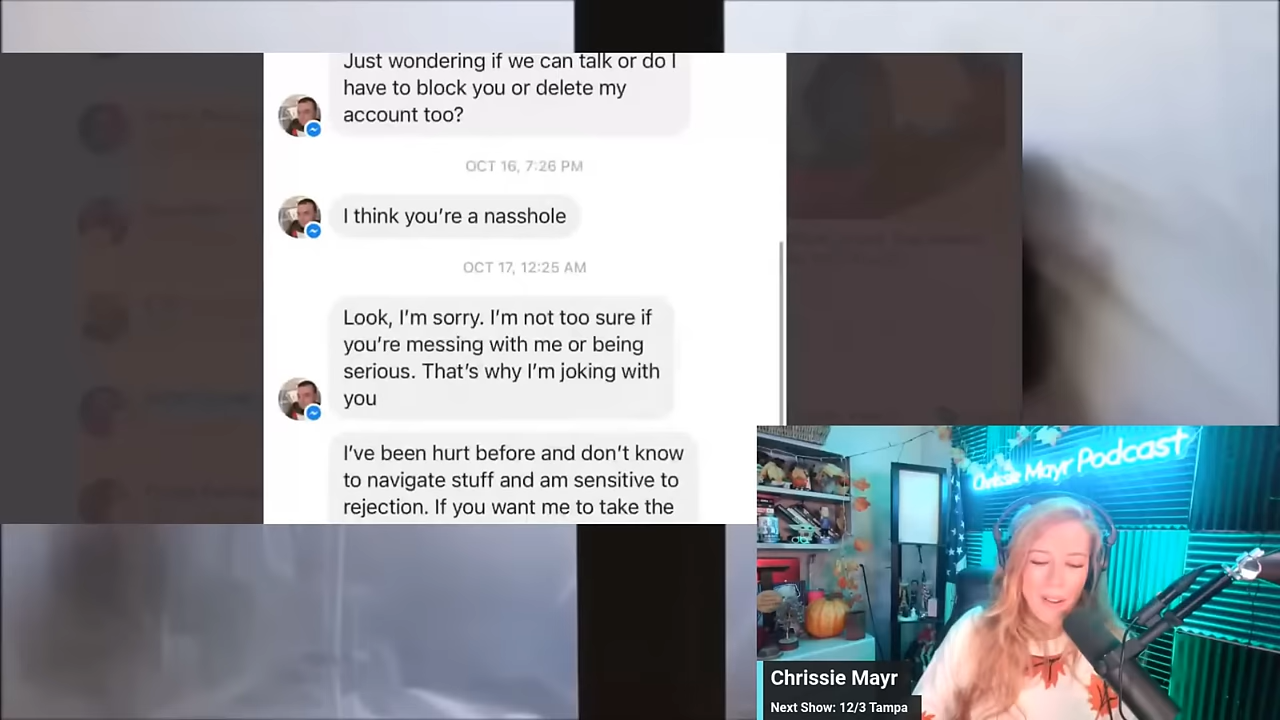 Just wondering if we can talk or do I
have to block you or delete my
account too?
OCT 16, 7:26 PM
I think you're a nasshole
OCT 17, 12:25 AM
Look, I'm sorry. I'm not too sure if
you're messing with me or being
serious. That's why I'm joking with
you
I've been hurt before and don't know
to navigate stuff and am sensitive to
rejection. If you want me to take the
Chrissie Mayr Podcast
Chrissie Mayr
Next Show: 12/3 Tampa